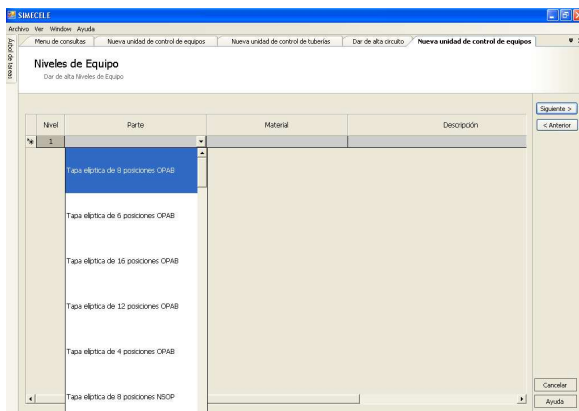 SIMECELE
Archivo Ver Window Ayuda
Menu de consultas Nueva unidad de control de equipos Nueva unidad de control de tuberías Dar de alta circuito Nueva unidad de control de equipos
Árbol de tareas
Niveles de Equipo
Dar de alta Niveles de Equipo
Siguiente >
< Anterior
Nivel Parte Material Descripción
1
Tapa elíptica de 8 posiciones OPAB
Tapa elíptica de 6 posiciones OPAB
Tapa elíptica de 16 posiciones OPAB
Tapa elíptica de 12 posiciones OPAB
Tapa elíptica de 4 posiciones OPAB
Tapa elíptica de 8 posiciones NSOP
Cancelar
Ayuda